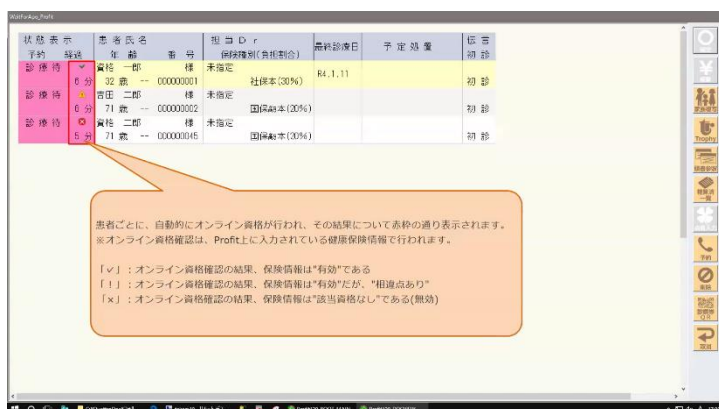 WaitForApo_Profit
状態表示 患者氏名 担当Dr 最終診療日 予定処置 伝言
予約 経過 年齢 番号 保険種別(負担割合) 初診
診療待 資格 一郎 様 未指定 R4.1.11
6分 32歳 -- 000000001 社保本(30%) 初診
診療待 吉田 二郎 様 未指定
6分 71歳 -- 000000002 国保高本(20%) 初診
診療待 資格 二郎 様 未指定
5分 71歳 -- 00000045 国保高本(20%) 初診
患者ごとに、自動的にオンライン資格が行われ、その結果について赤枠の通り表示されます。
※オンライン資格確認は、Profit上に入力されている健康保険情報で行われます。
「✓」：オンライン資格確認の結果、保険情報は"有効"である
「！」：オンライン資格確認の結果、保険情報は"有効"だが、"相違点あり"
「×」：オンライン資格確認の結果、保険情報は"該当資格なし"である(無効)
Trophy
予約